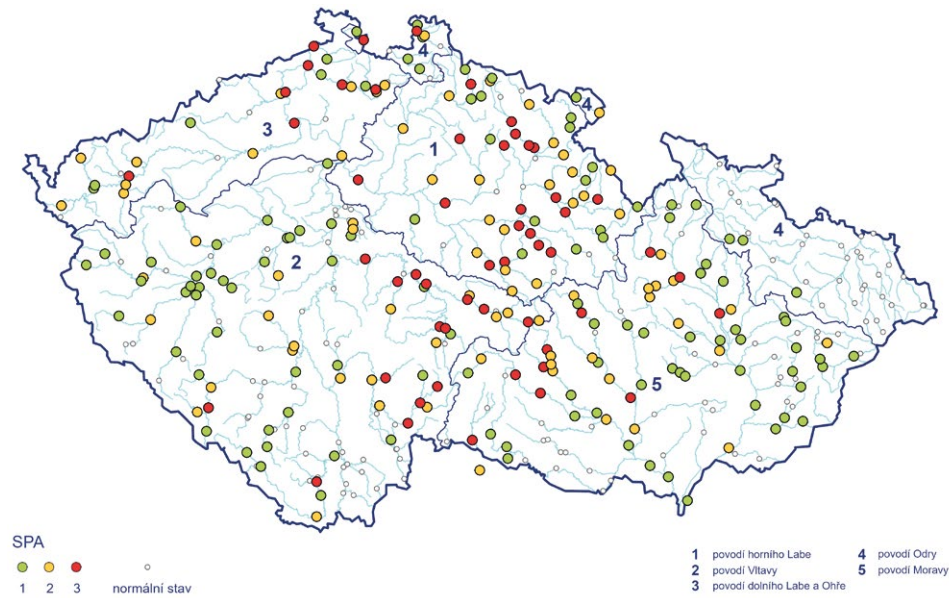 4
4
3
1
4
2
5
SPA
1 2 3 normální stav
1 povodí horního Labe
2 povodí Vltavy
3 povodí dolního Labe a Ohře
4 povodí Odry
5 povodí Moravy